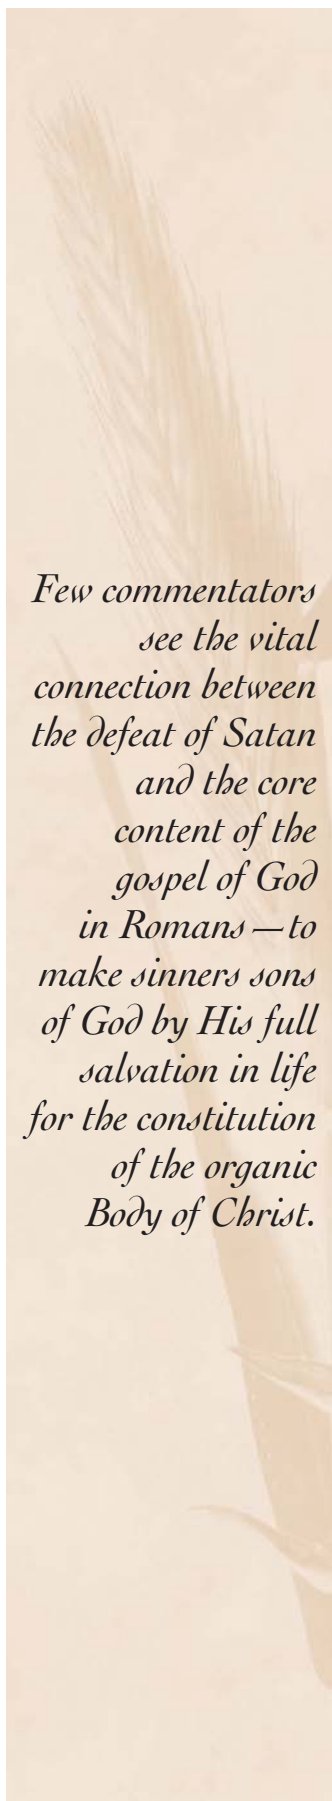 Few commentators
see the vital
connection between
the defeat of Satan
and the core
content of the
gospel of God
in Romans—to
make sinners sons
of God by His full
salvation in life
for the constitution
of the organic
Body of Christ.